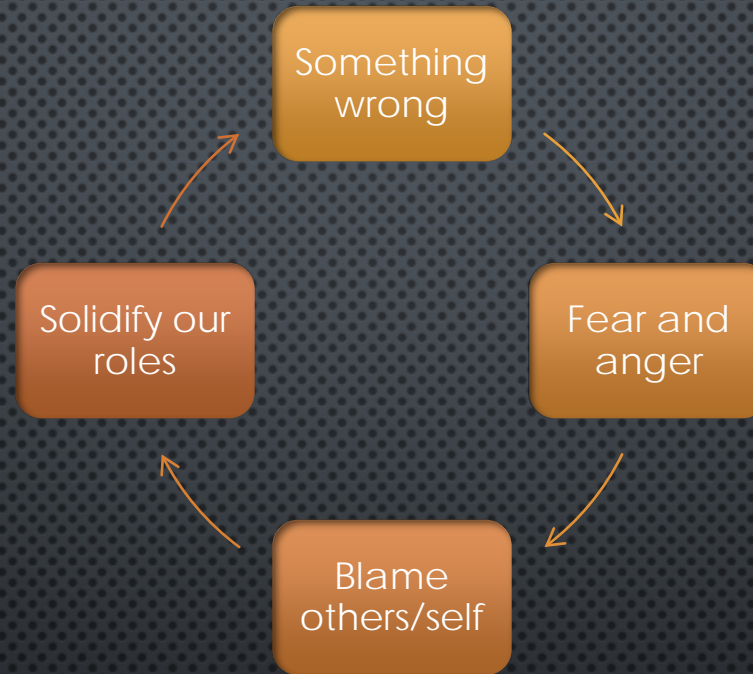 Something
wrong
Fear and
anger
Blame
others/self
Solidify our
roles